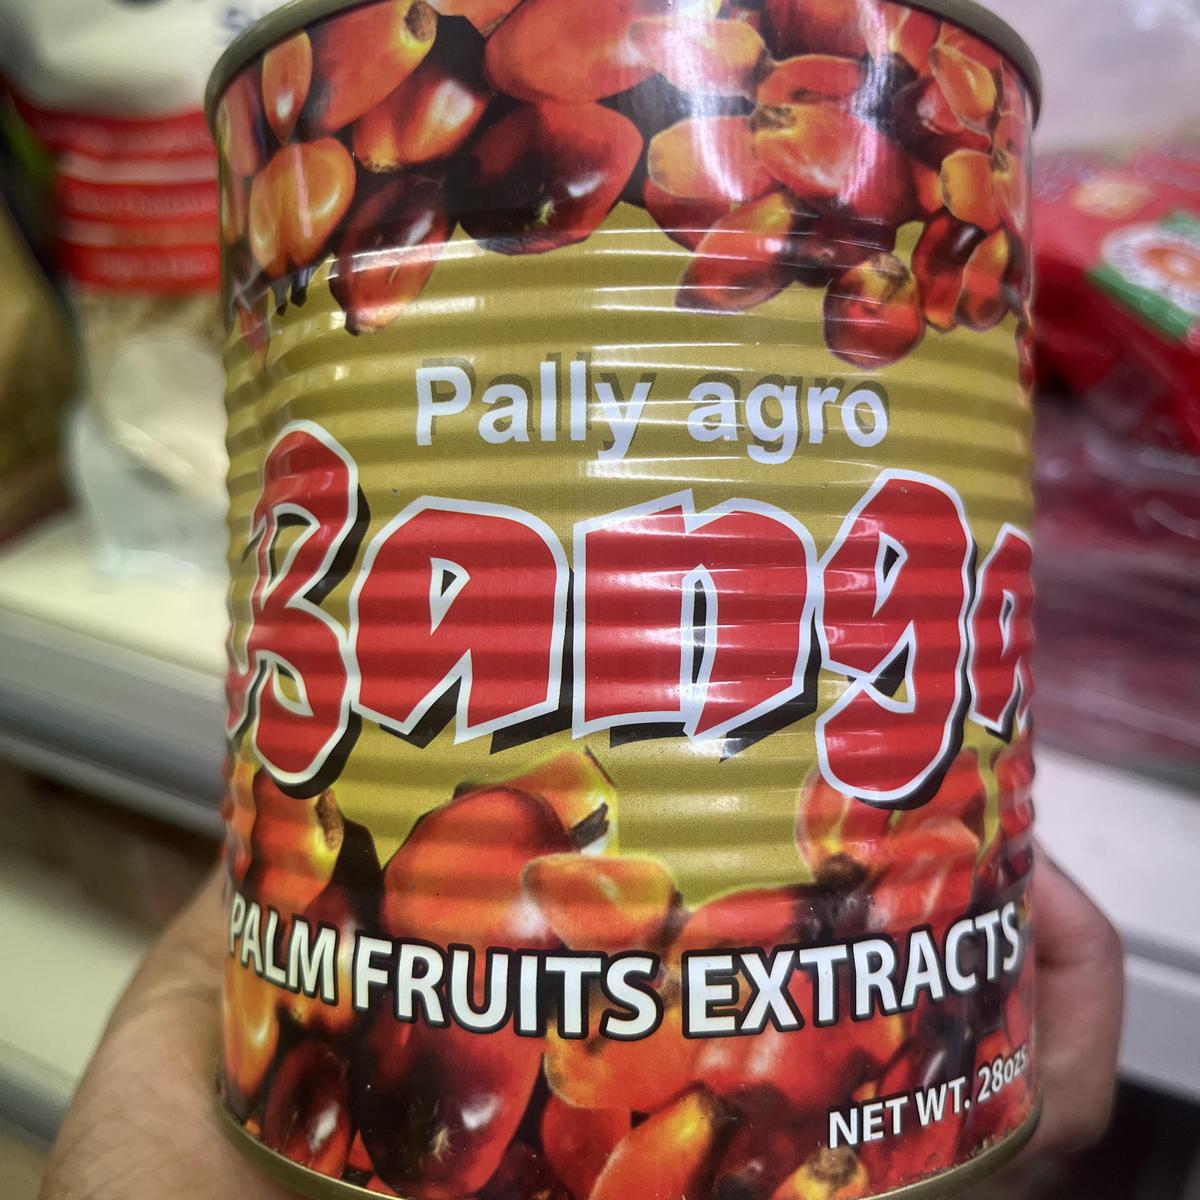 Pally agro
Banga
PALM FRUITS EXTRACTS
NET WT. 28ozs